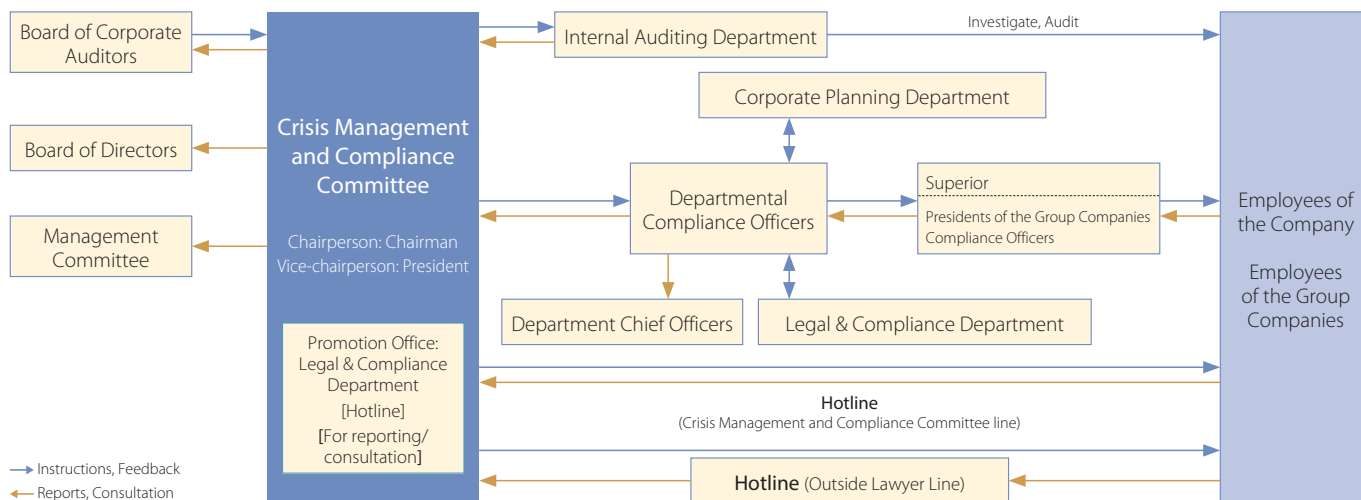 Board of Corporate
Auditors
Board of Directors
Management
Committee
Instructions, Feedback
Reports, Consultation
Crisis Management
and Compliance
Committee
Chairperson: Chairman
Vice-chairperson: President
Promotion Office:
Legal & Compliance
Department
[Hotline]
[For reporting/
consultation]
Internal Auditing Department
Investigate, Audit
Corporate Planning Department
Departmental
Compliance Officers
Superior
Presidents of the Group Companies
Compliance Officers
Department Chief Officers
Legal & Compliance Department
Hotline
(Crisis Management and Compliance Committee line)
Hotline (Outside Lawyer Line)
Employees of
the Company
Employees
of the Group
Companies